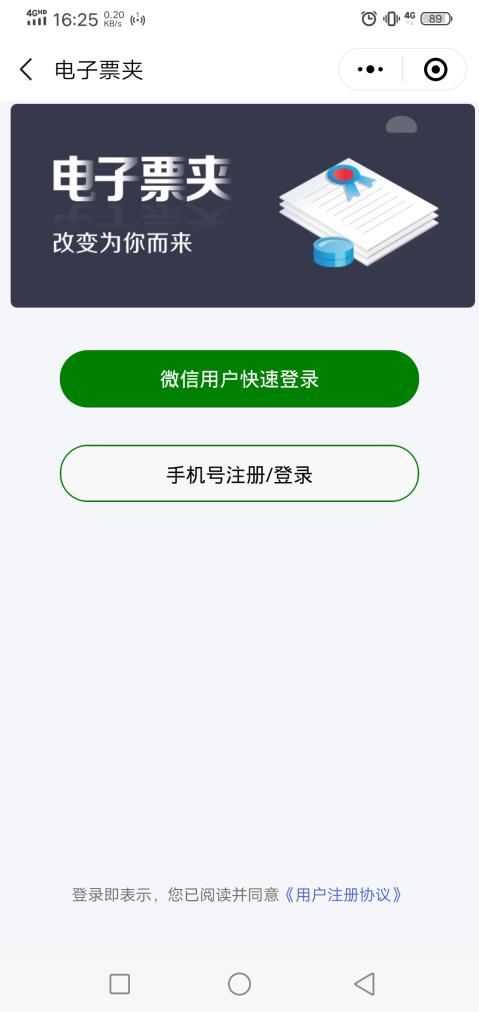 4GHD 16:25 0.20 KB/s 4G 89
电子票夹
电子票夹
改变为你而来
微信用户快速登录
手机号注册/登录
登录即表示，您已阅读并同意《用户注册协议》